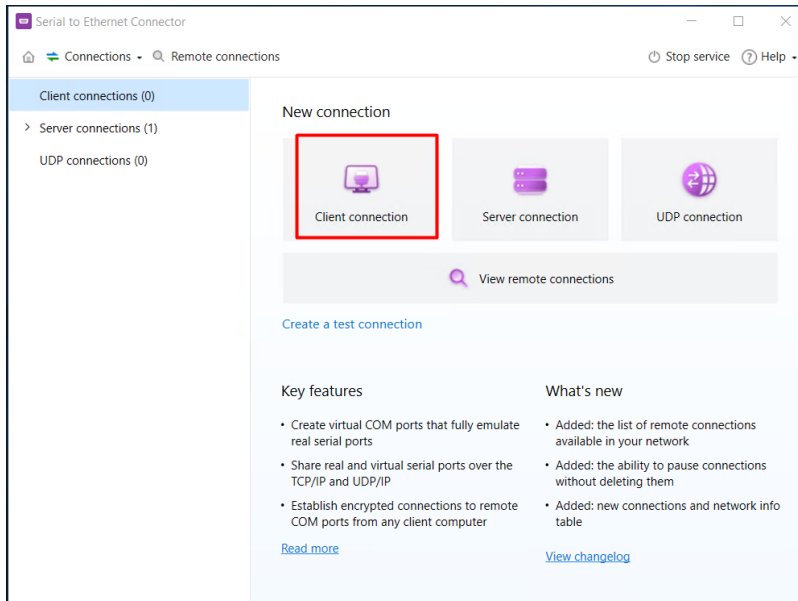 Serial to Ethernet Connector
Connections
Remote connections
Stop service
Help
Client connections (0)
Server connections (1)
UDP connections (0)
New connection
Client connection
Server connection
UDP connection
View remote connections
Create a test connection
Key features
• Create virtual COM ports that fully emulate
real serial ports
• Share real and virtual serial ports over the
TCP/IP and UDP/IP
• Establish encrypted connections to remote
COM ports from any client computer
Read more
What's new
• Added: the list of remote connections
available in your network
• Added: the ability to pause connections
without deleting them
• Added: new connections and network info
table
View changelog